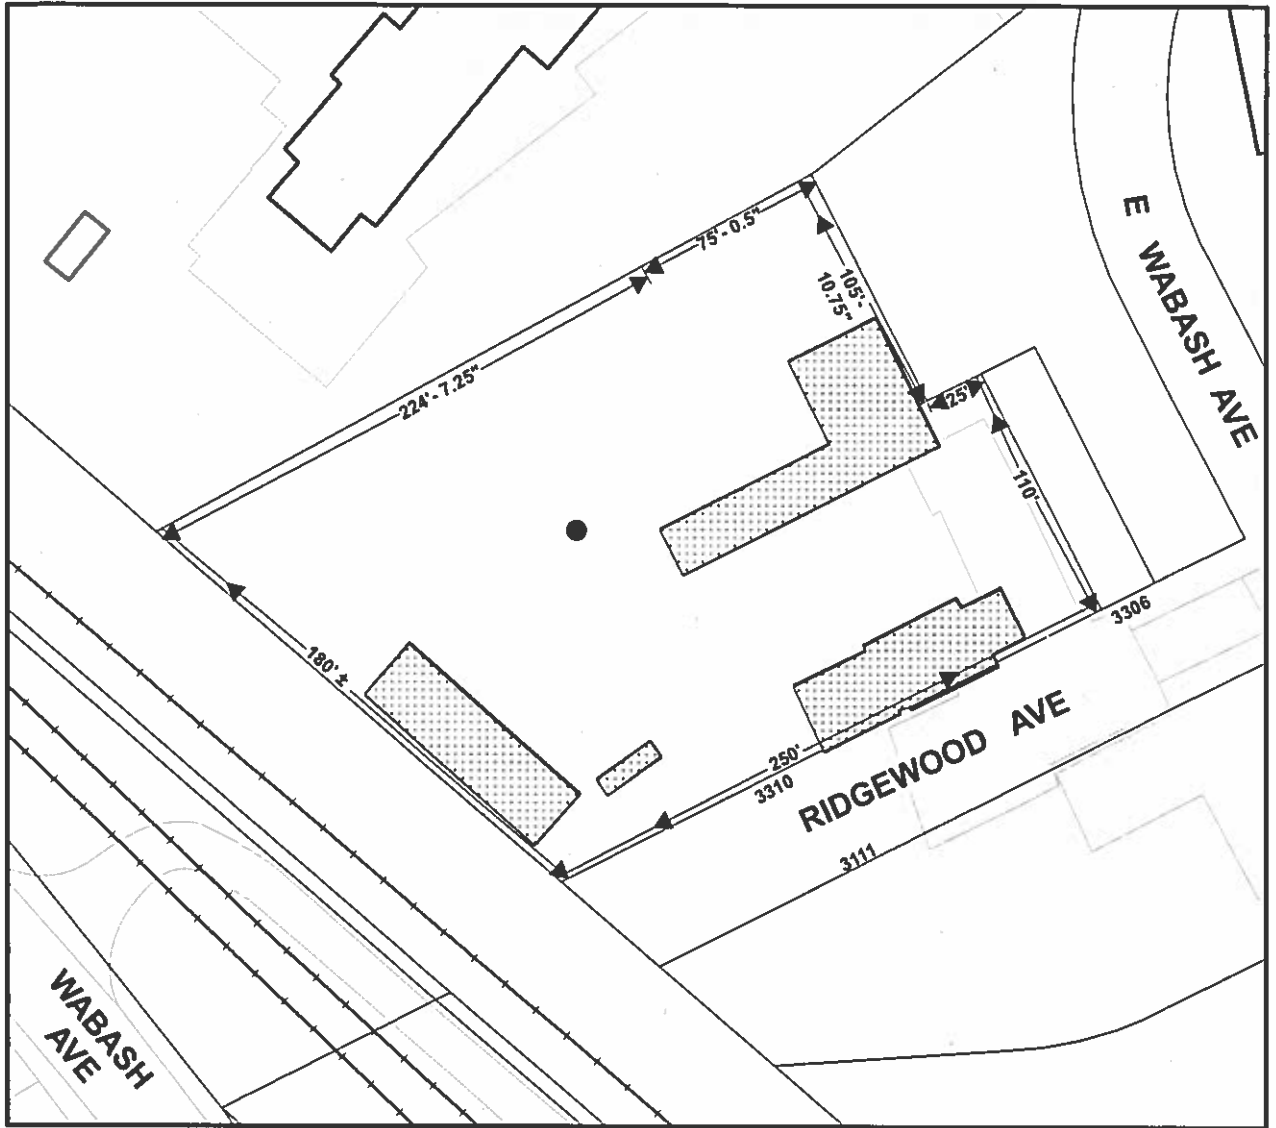 E WABASH AVE
75'- 0.5"
105'-
10.75"
224'- 7.25"
25'
110'
3306
180' ±
250'
3310
RIDGEWOOD AVE
3111
WABASH
AVE